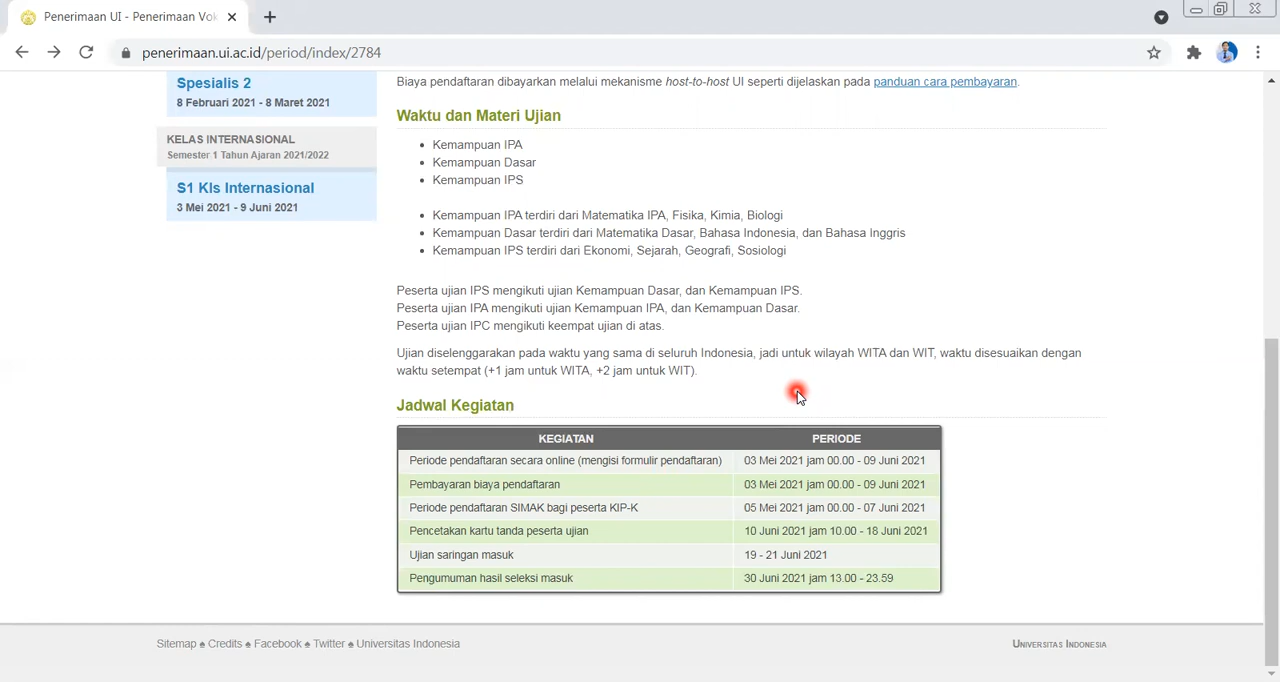 Penerimaan UI - Penerimaan Vok
penerimaan.ui.ac.id/period/index/2784
Spesialis 2
8 Februari 2021 - 8 Maret 2021
KELAS INTERNASIONAL
Semester 1 Tahun Ajaran 2021/2022
S1 Kls Internasional
3 Mei 2021 - 9 Juni 2021
Biaya pendaftaran dibayarkan melalui mekanisme host-to-host UI seperti dijelaskan pada panduan cara pembayaran.
Waktu dan Materi Ujian
• Kemampuan IPA
• Kemampuan Dasar
• Kemampuan IPS
• Kemampuan IPA terdiri dari Matematika IPA, Fisika, Kimia, Biologi
• Kemampuan Dasar terdiri dari Matematika Dasar, Bahasa Indonesia, dan Bahasa Inggris
• Kemampuan IPS terdiri dari Ekonomi, Sejarah, Geografi, Sosiologi
Peserta ujian IPS mengikuti ujian Kemampuan Dasar, dan Kemampuan IPS.
Peserta ujian IPA mengikuti ujian Kemampuan IPA, dan Kemampuan Dasar.
Peserta ujian IPC mengikuti keempat ujian di atas.
Ujian diselenggarakan pada waktu yang sama di seluruh Indonesia, jadi untuk wilayah WITA dan WIT, waktu disesuaikan dengan
waktu setempat (+1 jam untuk WITA, +2 jam untuk WIT).
Jadwal Kegiatan
KEGIATAN PERIODE
Periode pendaftaran secara online (mengisi formulir pendaftaran) 03 Mei 2021 jam 00.00 - 09 Juni 2021
Pembayaran biaya pendaftaran 03 Mei 2021 jam 00.00 - 09 Juni 2021
Periode pendaftaran SIMAK bagi peserta KIP-K 05 Mei 2021 jam 00.00 - 07 Juni 2021
Pencetakan kartu tanda peserta ujian 10 Juni 2021 jam 10.00 - 18 Juni 2021
Ujian saringan masuk 19 - 21 Juni 2021
Pengumuman hasil seleksi masuk 30 Juni 2021 jam 13.00 - 23.59
Sitemap ♠ Credits ♠ Facebook ♠ Twitter ♠ Universitas Indonesia UNIVERSITAS INDONESIA